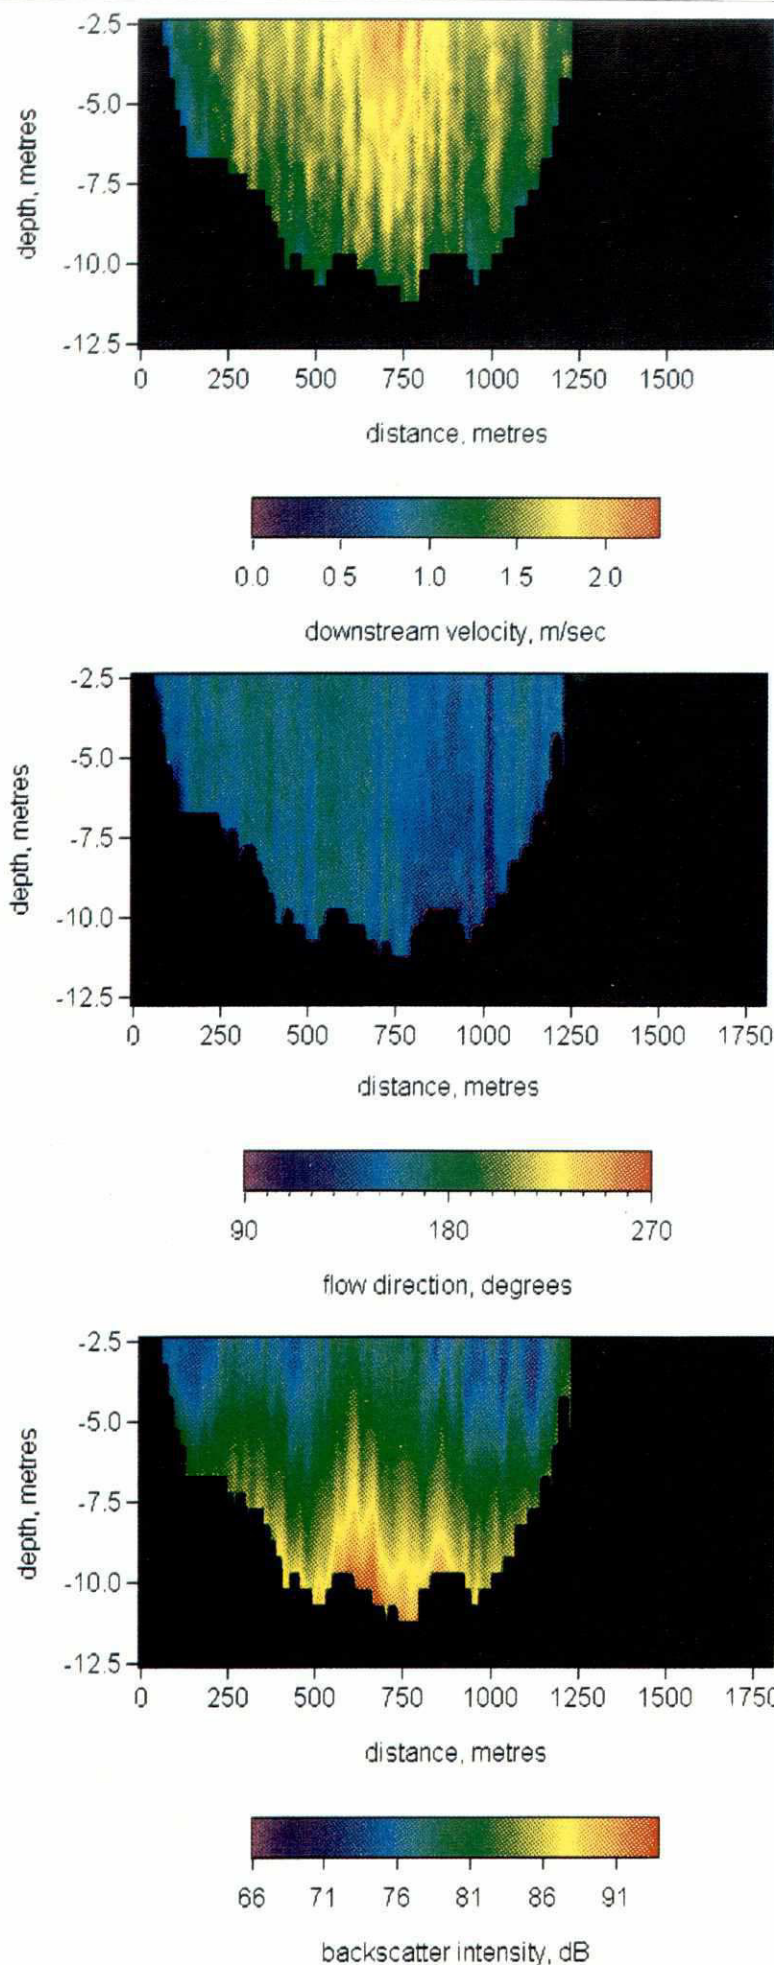 -2.5
-5.0
depth, metres
-7.5
-10.0
-12.5
0 250 500 750 1000 1250 1500
distance, metres
0.0 0.5 1.0 1.5 2.0
downstream velocity, m/sec
-2.5
-5.0
depth, metres
-7.5
-10.0
-12.5
0 250 500 750 1000 1250 1500 1750
distance, metres
90 180 270
flow direction, degrees
-2.5
-5.0
depth, metres
-7.5
-10.0
-12.5
0 250 500 750 1000 1250 1500 1750
distance, metres
66 71 76 81 86 91
backscatter intensity, dB